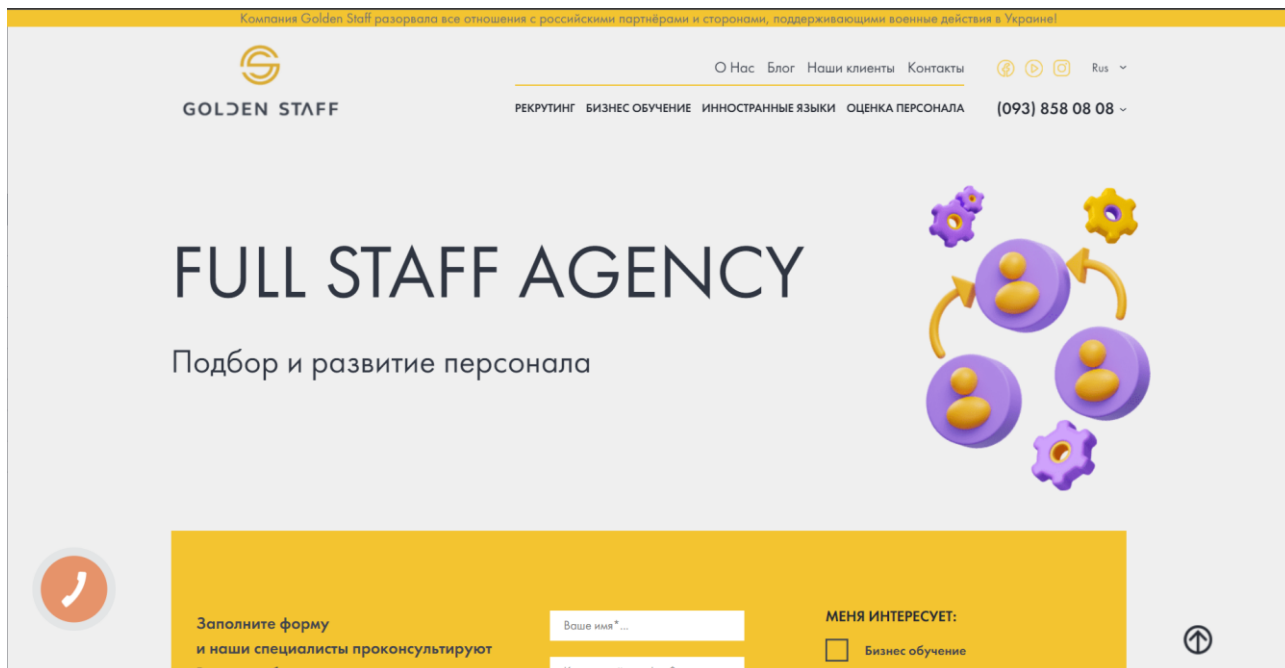 Компания Golden Staff разорвала все отношения с российскими партнёрами и сторонами, поддерживающими военные действия в Украине!
О Нас Блог Наши клиенты Контакты Rus
GOLDEN STAFF
РЕКРУТИНГ БИЗНЕС ОБУЧЕНИЕ ИННОСТРАННЫЕ ЯЗЫКИ ОЦЕНКА ПЕРСОНАЛА (093) 858 08 08
FULL STAFF AGENCY
Подбор и развитие персонала
Заполните форму
и наши специалисты проконсультируют
Ваше имя*...
МЕНЯ ИНТЕРЕСУЕТ:
Бизнес обучение